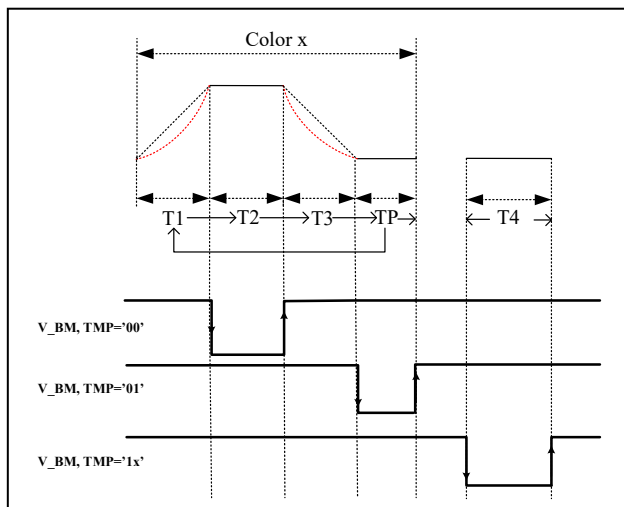 Color x
T1 T2 T3 TP T4
V_BM, TMP='00'
V_BM, TMP='01'
V_BM, TMP='1x'